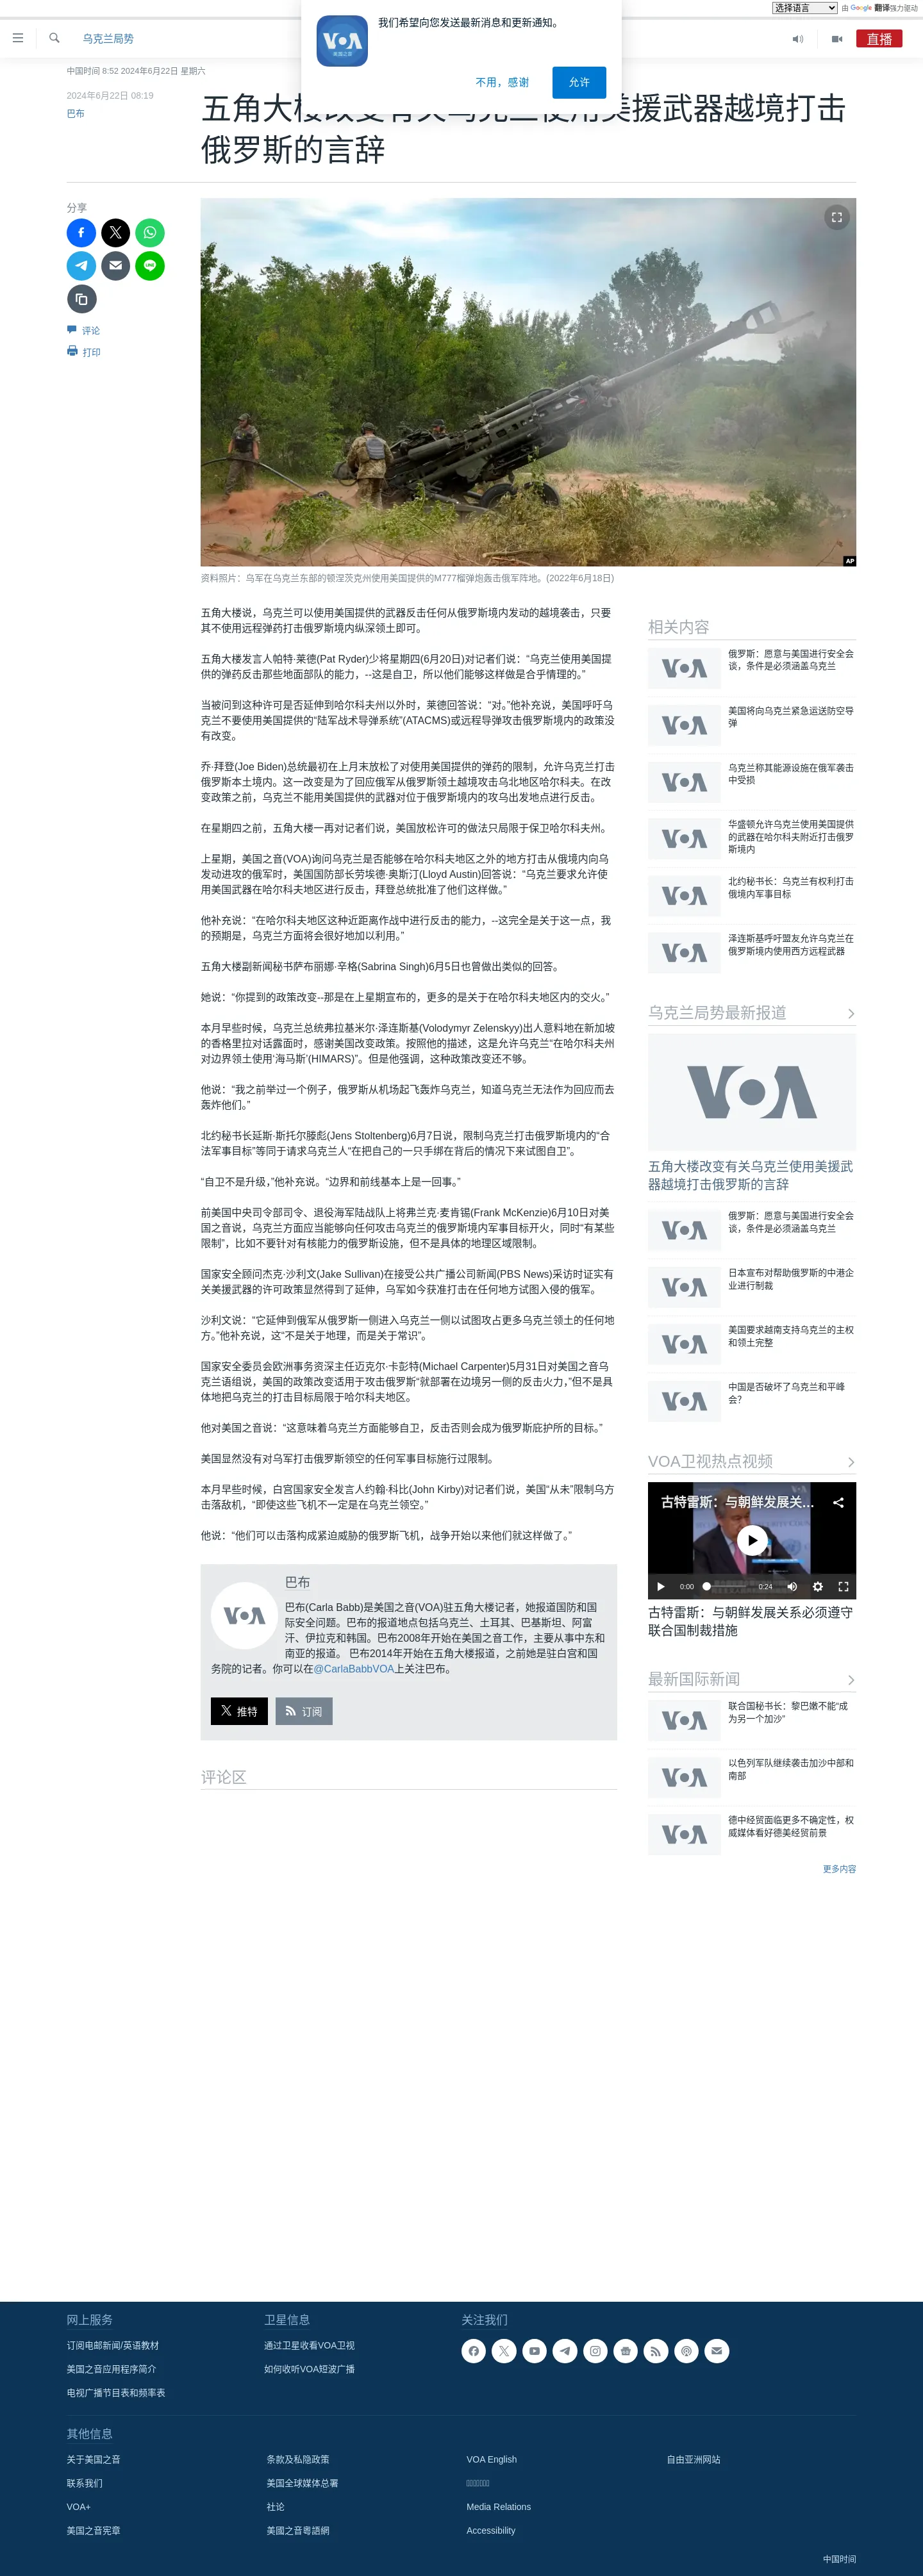 选择语言
由 Google 翻译强力驱动
我们希望向您发送最新消息和更新通知。
不用，感谢
允许
乌克兰局势
直播
中国时间 8:52 2024年6月22日 星期六
2024年6月22日 08:19
巴布
五角大楼改变有关乌克兰使用美援武器越境打击
俄罗斯的言辞
分享
评论
打印
AP
资料照片：乌军在乌克兰东部的顿涅茨克州使用美国提供的M777榴弹炮轰击俄军阵地。(2022年6月18日)
五角大楼说，乌克兰可以使用美国提供的武器反击任何从俄罗斯境内发动的越境袭击，只要
其不使用远程弹药打击俄罗斯境内纵深领土即可。
五角大楼发言人帕特·莱德(Pat Ryder)少将星期四(6月20日)对记者们说：“乌克兰使用美国提
供的弹药反击那些地面部队的能力，--这是自卫，所以他们能够这样做是合乎情理的。”
当被问到这种许可是否延伸到哈尔科夫州以外时，莱德回答说：“对。”他补充说，美国呼吁乌
克兰不要使用美国提供的“陆军战术导弹系统”(ATACMS)或远程导弹攻击俄罗斯境内的政策没
有改变。
乔·拜登(Joe Biden)总统最初在上月末放松了对使用美国提供的弹药的限制，允许乌克兰打击
俄罗斯本土境内。这一改变是为了回应俄军从俄罗斯领土越境攻击乌北地区哈尔科夫。在改
变政策之前，乌克兰不能用美国提供的武器对位于俄罗斯境内的攻乌出发地点进行反击。
在星期四之前，五角大楼一再对记者们说，美国放松许可的做法只局限于保卫哈尔科夫州。
上星期，美国之音(VOA)询问乌克兰是否能够在哈尔科夫地区之外的地方打击从俄境内向乌
发动进攻的俄军时，美国国防部长劳埃德·奥斯汀(Lloyd Austin)回答说：“乌克兰要求允许使
用美国武器在哈尔科夫地区进行反击，拜登总统批准了他们这样做。”
他补充说：“在哈尔科夫地区这种近距离作战中进行反击的能力，--这完全是关于这一点，我
的预期是，乌克兰方面将会很好地加以利用。”
五角大楼副新闻秘书萨布丽娜·辛格(Sabrina Singh)6月5日也曾做出类似的回答。
她说：“你提到的政策改变--那是在上星期宣布的，更多的是关于在哈尔科夫地区内的交火。”
本月早些时候，乌克兰总统弗拉基米尔·泽连斯基(Volodymyr Zelenskyy)出人意料地在新加坡
的香格里拉对话露面时，感谢美国改变政策。按照他的描述，这是允许乌克兰“在哈尔科夫州
对边界领土使用‘海马斯’(HIMARS)”。但是他强调，这种政策改变还不够。
他说：“我之前举过一个例子，俄罗斯从机场起飞轰炸乌克兰，知道乌克兰无法作为回应而去
轰炸他们。”
北约秘书长延斯·斯托尔滕彪(Jens Stoltenberg)6月7日说，限制乌克兰打击俄罗斯境内的“合
法军事目标”等同于请求乌克兰人“在把自己的一只手绑在背后的情况下来试图自卫”。
“自卫不是升级，”他补充说。“边界和前线基本上是一回事。”
前美国中央司令部司令、退役海军陆战队上将弗兰克·麦肯锡(Frank McKenzie)6月10日对美
国之音说，乌克兰方面应当能够向任何攻击乌克兰的俄罗斯境内军事目标开火，同时“有某些
限制”，比如不要针对有核能力的俄罗斯设施，但不是具体的地理区域限制。
国家安全顾问杰克·沙利文(Jake Sullivan)在接受公共广播公司新闻(PBS News)采访时证实有
关美援武器的许可政策显然得到了延伸，乌军如今获准打击在任何地方试图入侵的俄军。
沙利文说：“它延伸到俄军从俄罗斯一侧进入乌克兰一侧以试图攻占更多乌克兰领土的任何地
方。”他补充说，这“不是关于地理，而是关于常识”。
国家安全委员会欧洲事务资深主任迈克尔·卡彭特(Michael Carpenter)5月31日对美国之音乌
克兰语组说，美国的政策改变适用于攻击俄罗斯“就部署在边境另一侧的反击火力，”但不是具
体地把乌克兰的打击目标局限于哈尔科夫地区。
他对美国之音说：“这意味着乌克兰方面能够自卫，反击否则会成为俄罗斯庇护所的目标。”
美国显然没有对乌军打击俄罗斯领空的任何军事目标施行过限制。
本月早些时候，白宫国家安全发言人约翰·科比(John Kirby)对记者们说，美国“从未”限制乌方
击落敌机，“即使这些飞机不一定是在乌克兰领空。”
他说：“他们可以击落构成紧迫威胁的俄罗斯飞机，战争开始以来他们就这样做了。”
VOA
巴布
巴布(Carla Babb)是美国之音(VOA)驻五角大楼记者，她报道国防和国
际安全问题。巴布的报道地点包括乌克兰、土耳其、巴基斯坦、阿富
汗、伊拉克和韩国。巴布2008年开始在美国之音工作，主要从事中东和
南亚的报道。 巴布2014年开始在五角大楼报道，之前她是驻白宫和国
务院的记者。你可以在@CarlaBabbVOA上关注巴布。
推特
订阅
评论区
相关内容
俄罗斯：愿意与美国进行安全会
谈，条件是必须涵盖乌克兰
美国将向乌克兰紧急运送防空导
弹
乌克兰称其能源设施在俄军袭击
中受损
华盛顿允许乌克兰使用美国提供
的武器在哈尔科夫附近打击俄罗
斯境内
北约秘书长：乌克兰有权利打击
俄境内军事目标
泽连斯基呼吁盟友允许乌克兰在
俄罗斯境内使用西方远程武器
乌克兰局势最新报道
VOA
五角大楼改变有关乌克兰使用美援武
器越境打击俄罗斯的言辞
俄罗斯：愿意与美国进行安全会
谈，条件是必须涵盖乌克兰
日本宣布对帮助俄罗斯的中港企
业进行制裁
美国要求越南支持乌克兰的主权
和领土完整
中国是否破坏了乌克兰和平峰
会？
VOA卫视热点视频
古特雷斯：与朝鲜发展关...
0:00
0:24
古特雷斯：与朝鲜发展关系必须遵守
联合国制裁措施
最新国际新闻
联合国秘书长：黎巴嫩不能“成
为另一个加沙”
以色列军队继续袭击加沙中部和
南部
德中经贸面临更多不确定性，权
威媒体看好德美经贸前景
更多内容
网上服务
订阅电邮新闻/英语教材
美国之音应用程序简介
电视广播节目表和频率表
卫星信息
通过卫星收看VOA卫视
如何收听VOA短波广播
关注我们
其他信息
关于美国之音
条款及私隐政策
VOA English
自由亚洲网站
联系我们
美国全球媒体总署
VOA+
社论
Media Relations
美国之音宪章
美國之音粵語網
Accessibility
中国时间